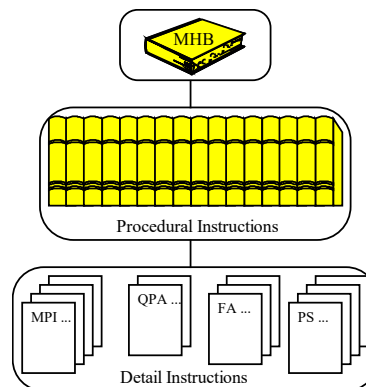 MHB
Procedural Instructions
MPI ...
QPA ...
FA ...
PS ...
Detail Instructions